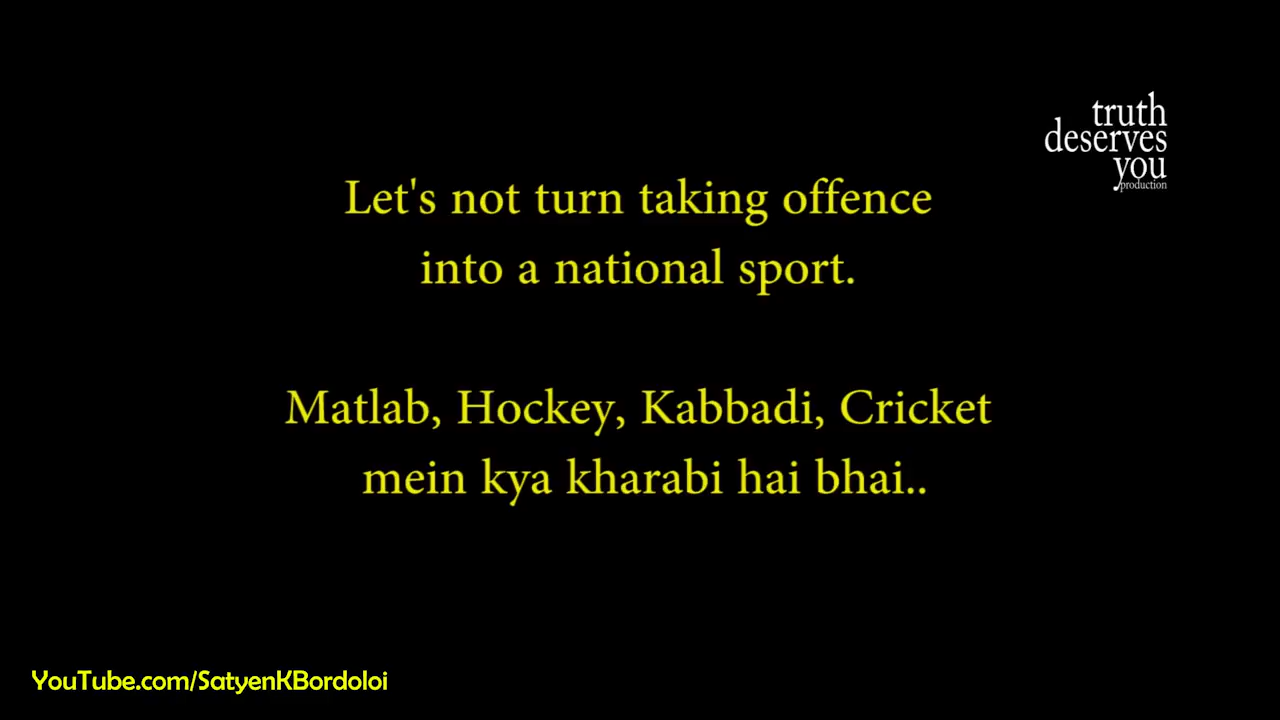 truth
deserves
you
production
Let's not turn taking offence
into a national sport.
Matlab, Hockey, Kabbadi, Cricket
mein kya kharabi hai bhai..
YouTube.com/SatyenKBordoloi